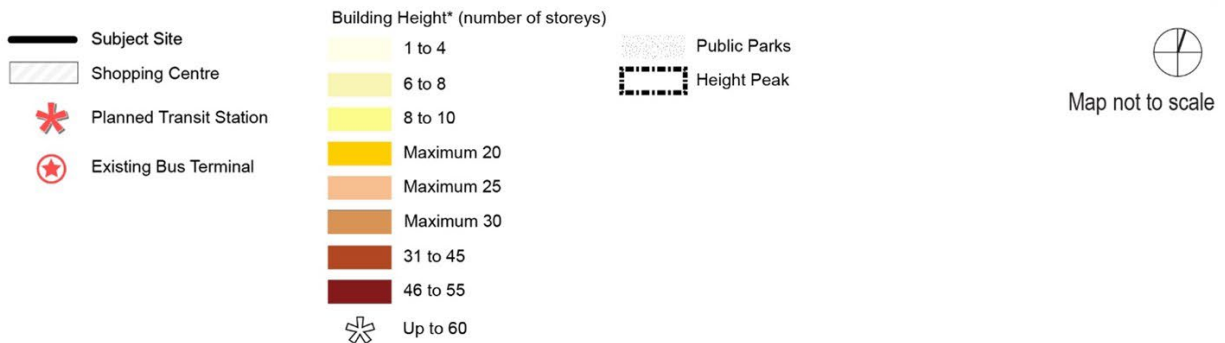 Subject Site
Shopping Centre
Planned Transit Station
Existing Bus Terminal
Building Height* (number of storeys)
1 to 4
6 to 8
8 to 10
Maximum 20
Maximum 25
Maximum 30
31 to 45
46 to 55
Up to 60
Public Parks
Height Peak
Map not to scale